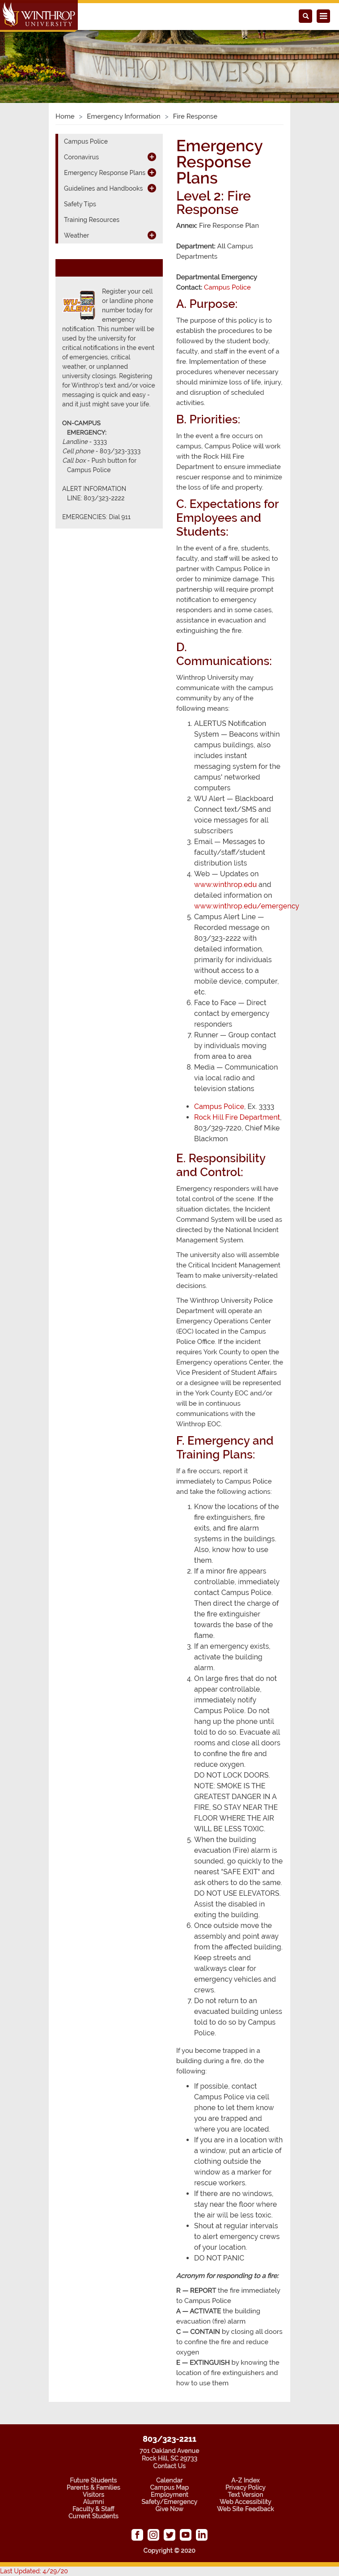 WINTHROP
UNIVERSITY
WINTHROP UNIVERSITY
Home > Emergency Information > Fire Response
Campus Police
Coronavirus
Emergency Response Plans
Guidelines and Handbooks
Safety Tips
Training Resources
Weather
WU
ALERT
Register your cell
or landline phone
number today for
emergency
notification. This number will be
used by the university for
critical notifications in the event
of emergencies, critical
weather, or unplanned
university closings. Registering
for Winthrop's text and/or voice
messaging is quick and easy -
and it just might save your life.
ON-CAMPUS
EMERGENCY:
Landline - 3333
Cell phone - 803/323-3333
Call box - Push button for
Campus Police
ALERT INFORMATION
LINE: 803/323-2222
EMERGENCIES: Dial 911
Emergency
Response
Plans
Level 2: Fire
Response
Annex: Fire Response Plan
Department: All Campus
Departments
Departmental Emergency
Contact: Campus Police
A. Purpose:
The purpose of this policy is to
establish the procedures to be
followed by the student body,
faculty, and staff in the event of a
fire. Implementation of these
procedures whenever necessary
should minimize loss of life, injury,
and disruption of scheduled
activities.
B. Priorities:
In the event a fire occurs on
campus, Campus Police will work
with the Rock Hill Fire
Department to ensure immediate
rescuer response and to minimize
the loss of life and property.
C. Expectations for
Employees and
Students:
In the event of a fire, students,
faculty, and staff will be asked to
partner with Campus Police in
order to minimize damage. This
partnership will require prompt
notification to emergency
responders and in some cases,
assistance in evacuation and
extinguishing the fire.
D.
Communications:
Winthrop University may
communicate with the campus
community by any of the
following means:
1. ALERTUS Notification
System — Beacons within
campus buildings, also
includes instant
messaging system for the
campus' networked
computers
2. WU Alert — Blackboard
Connect text/SMS and
voice messages for all
subscribers
3. Email — Messages to
faculty/staff/student
distribution lists
4. Web — Updates on
www.winthrop.edu and
detailed information on
www.winthrop.edu/emergency
5. Campus Alert Line —
Recorded message on
803/323-2222 with
detailed information,
primarily for individuals
without access to a
mobile device, computer,
etc.
6. Face to Face — Direct
contact by emergency
responders
7. Runner — Group contact
by individuals moving
from area to area
8. Media — Communication
via local radio and
television stations
• Campus Police, Ex. 3333
• Rock Hill Fire Department,
803/329-7220, Chief Mike
Blackmon
E. Responsibility
and Control:
Emergency responders will have
total control of the scene. If the
situation dictates, the Incident
Command System will be used as
directed by the National Incident
Management System.
The university also will assemble
the Critical Incident Management
Team to make university-related
decisions.
The Winthrop University Police
Department will operate an
Emergency Operations Center
(EOC) located at the Campus
Police Office. If the incident
requires York County to open the
Emergency operations Center, the
Vice President of Student Affairs
or a designee will be represented
in the York County EOC and/or
will be in continuous
communications with the
Winthrop EOC.
F. Emergency and
Training Plans:
If a fire occurs, report it
immediately to Campus Police
and take the following actions:
1. Know the locations of the
fire extinguishers, fire
exits, and fire alarm
systems in the buildings.
Also, know how to use
them.
2. If a minor fire appears
controllable, immediately
contact Campus Police.
Then direct the charge of
the fire extinguisher
towards the base of the
flame.
3. If an emergency exists,
activate the building
alarm.
4. On large fires that do not
appear controllable,
immediately notify
Campus Police. Do not
hang up the phone until
told to do so. Evacuate all
rooms and close all doors
to confine the fire and
reduce oxygen.
DO NOT LOCK DOORS.
NOTE: SMOKE IS THE
GREATEST DANGER IN A
FIRE, SO STAY NEAR THE
FLOOR WHERE THE AIR
WILL BE LESS TOXIC.
5. When the building
evacuation (Fire) alarm is
sounded, go quickly to the
nearest "SAFE EXIT" and
ask others to do the same.
DO NOT USE ELEVATORS.
Assist the disabled in
exiting the building.
6. Once outside move the
assembly and point away
from the affected building.
Keep streets and
walkways clear for
emergency vehicles and
crews.
7. Do not return to an
evacuated building unless
told to do so by Campus
Police.
If you become trapped in a
building during a fire, do the
following:
• If possible, contact
Campus Police via cell
phone to let them know
you are trapped and
where you are located.
• If you are in a location with
a window, put an article of
clothing outside the
window as a marker for
rescue workers.
• If there are no windows,
stay near the floor where
the air will be less toxic.
• Shout at regular intervals
to alert emergency crews
of your location.
• DO NOT PANIC
Acronym for responding to a fire:
R — REPORT the fire immediately
to Campus Police
A — ACTIVATE the building
evacuation (fire) alarm
C — CONTAIN by closing all doors
to confine the fire and reduce
oxygen
E — EXTINGUISH by knowing the
location of fire extinguishers and
how to use them
803/323-2211
701 Oakland Avenue
Rock Hill, SC 29733
Contact Us
Future Students
Parents & Families
Visitors
Alumni
Faculty & Staff
Current Students
Calendar
Campus Map
Employment
Safety/Emergency
Give Now
A-Z Index
Privacy Policy
Text Version
Web Accessibility
Web Site Feedback
Copyright © 2020
Last Updated: 4/29/20